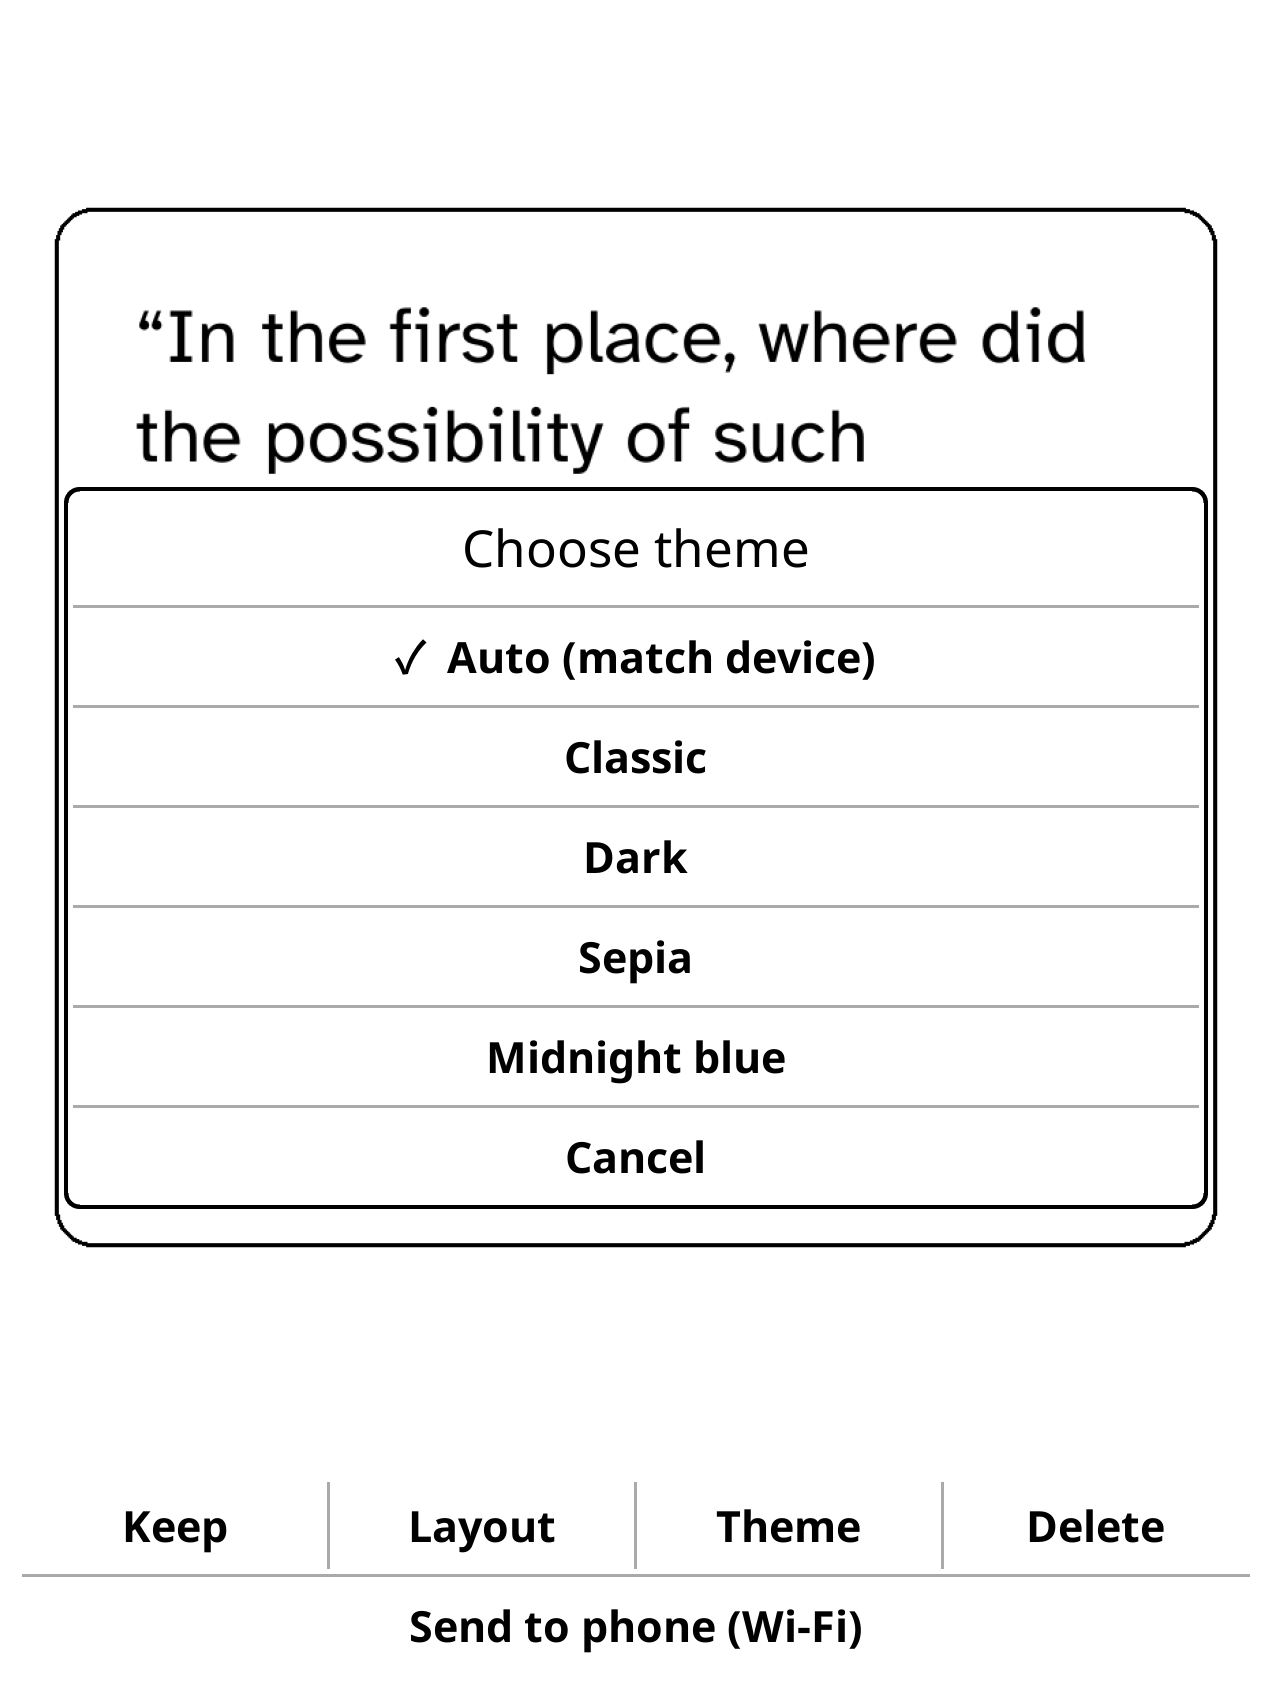 “In the first place, where did
the possibility of such
Choose theme
✓ Auto (match device)
Classic
Dark
Sepia
Midnight blue
Cancel
Keep Layout Theme Delete
Send to phone (Wi-Fi)